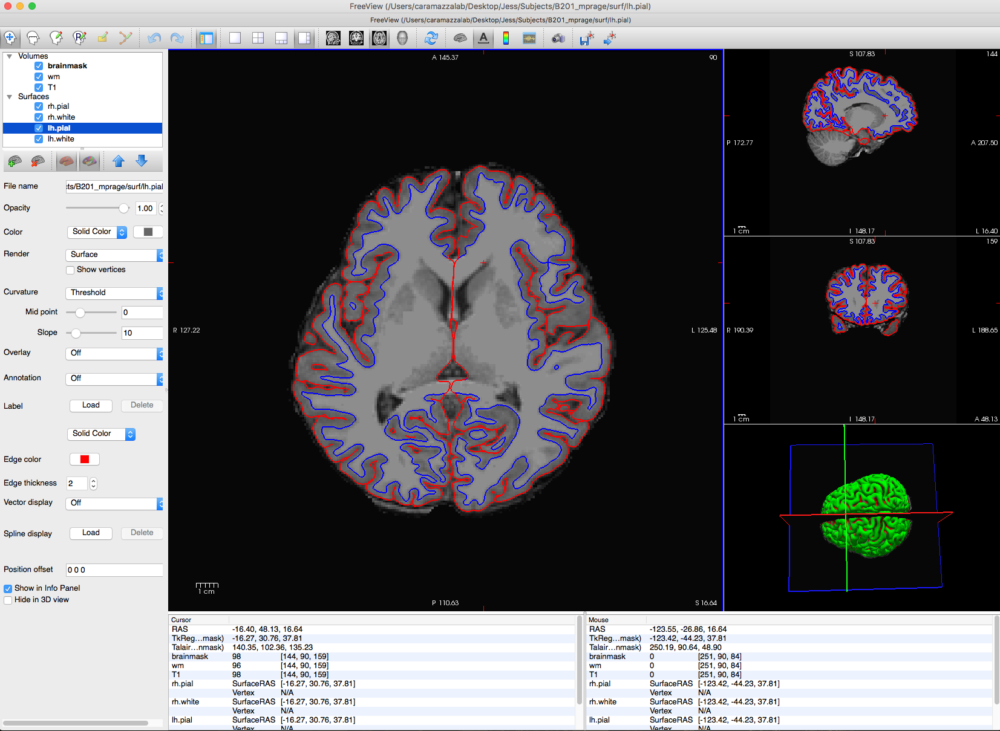 FreeView (/Users/caramazzalab/Desktop/Jess/Subjects/B201_mprage/surf/lh.pial)
FreeView (/Users/caramazzalab/Desktop/Jess/Subjects/B201_mprage/surf/lh.pial)
R
A
Volumes
brainmask
wm
T1
Surfaces
rh.pial
rh.white
lh.pial
lh.white
File name :ts/B201_mprage/surf/lh.pial
Opacity 1.00
Color Solid Color
Render Surface
Show vertices
Curvature Threshold
Mid point 0
Slope 10
Overlay Off
Annotation Off
Label Load Delete
Solid Color
Edge color
Edge thickness 2
Vector display Off
Spline display Load Delete
Position offset 0 0 0
Show in Info Panel
Hide in 3D view
A 145.37 90
R 127.22 L 125.48
1 cm
P 110.63 S 16.64
S 107.83 144
P 172.77 A 207.50
1 cm I 148.17 L 16.40
S 107.83 159
R 190.39 L 188.65
1 cm I 148.17 A 48.13
Cursor
RAS -16.40, 48.13, 16.64
TkReg...mask) -16.27, 30.76, 37.81
Talair...nmask) 140.35, 102.36, 135.23
brainmask 98 [144, 90, 159]
wm 96 [144, 90, 159]
T1 98 [144, 90, 159]
rh.pial SurfaceRAS [-16.27, 30.76, 37.81]
Vertex N/A
rh.white SurfaceRAS [-16.27, 30.76, 37.81]
Vertex N/A
lh.pial SurfaceRAS [-16.27, 30.76, 37.81]
Vertex N/A
Mouse
RAS -123.55, -26.86, 16.64
TkReg...mask) -123.42, -44.23, 37.81
Talair...nmask) 250.19, 90.64, 48.90
brainmask 0 [251, 90, 84]
wm 0 [251, 90, 84]
T1 0 [251, 90, 84]
rh.pial SurfaceRAS [-123.42, -44.23, 37.81]
Vertex N/A
rh.white SurfaceRAS [-123.42, -44.23, 37.81]
Vertex N/A
lh.pial SurfaceRAS [-123.42, -44.23, 37.81]
Vertex N/A